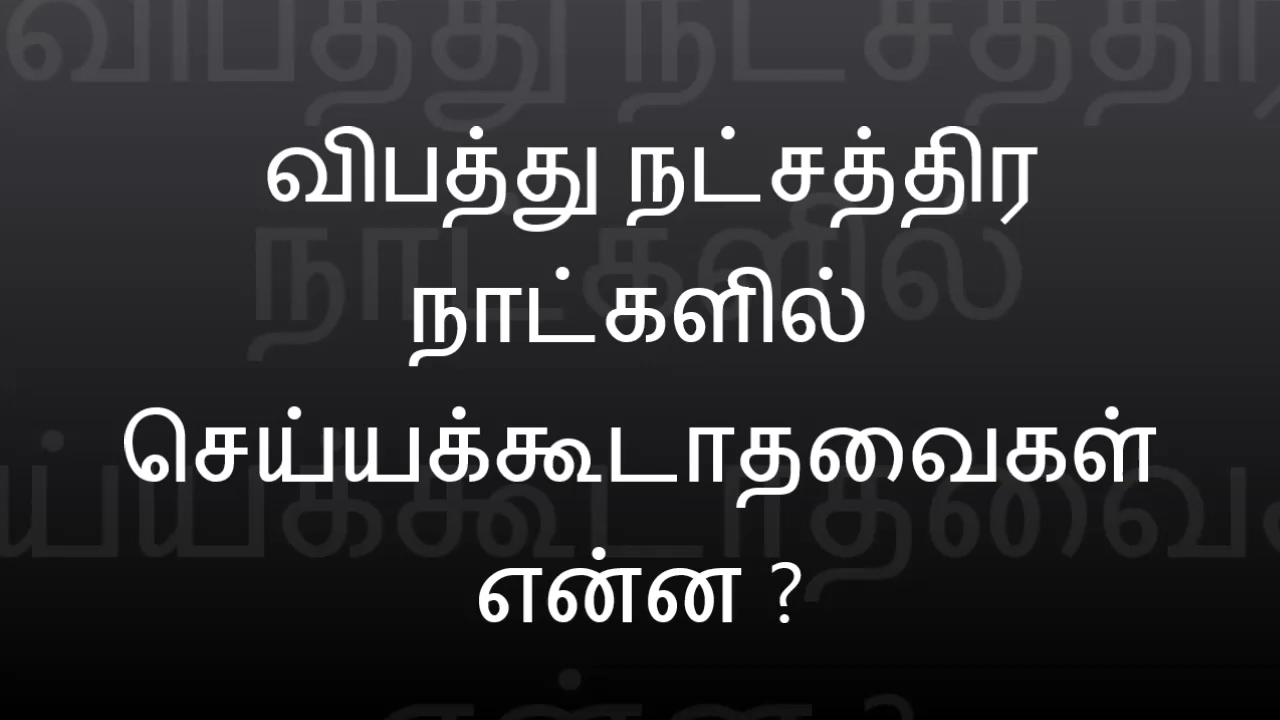 விபத்து நட்சத்திர
நாட்களில்
செய்யக்கூடாதவைகள்
என்ன ?